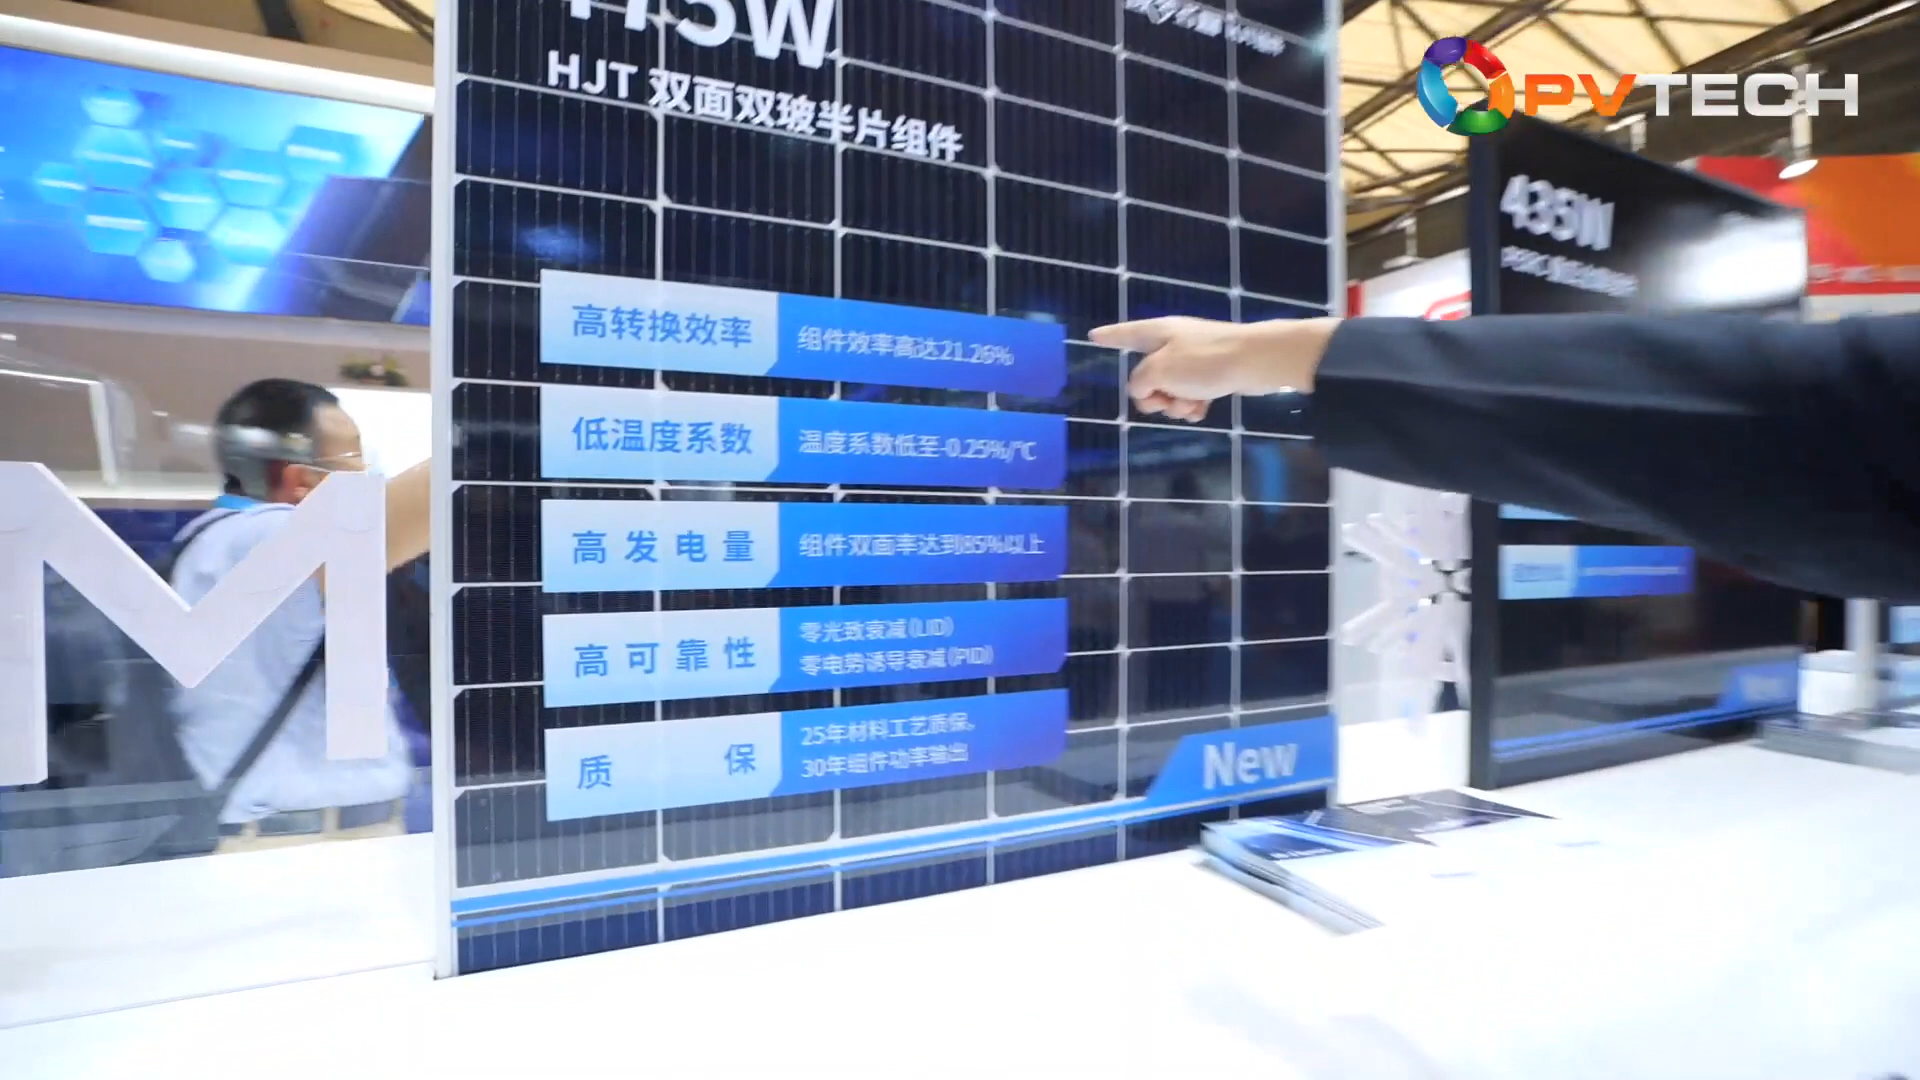 475W
HJT 双面双玻半片组件
高转换效率
组件效率高达21.26%
低温度系数
温度系数低至-0.25%/℃
高发电量
组件双面率达到85%以上
高可靠性
零光致衰减(LID)
零电势诱导衰减(PID)
质保
25年材料工艺质保,
30年组件功率输出
New
M
PVTECH
435W